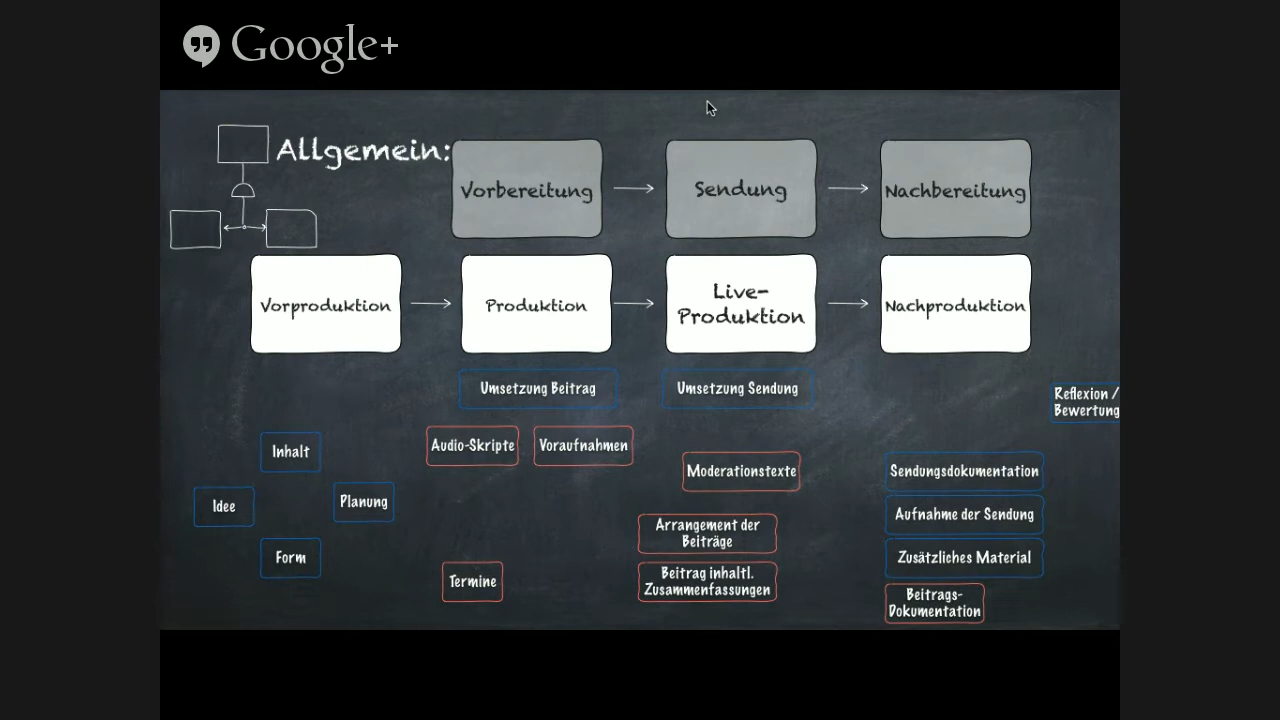 Google+
Allgemein:
Vorbereitung
Sendung
Nachbereitung
Vorproduktion
Produktion
Live-
Produktion
Nachproduktion
Umsetzung Beitrag
Umsetzung Sendung
Reflexion /
Bewertung
Audio-Skripte
Voraufnahmen
Inhalt
Moderationstexte
Sendungsdokumentation
Idee
Planung
Aufnahme der Sendung
Arrangement der
Beiträge
Form
Zusätzliches Material
Termine
Beitrag inhaltl.
Zusammenfassungen
Beitrags-
Dokumentation